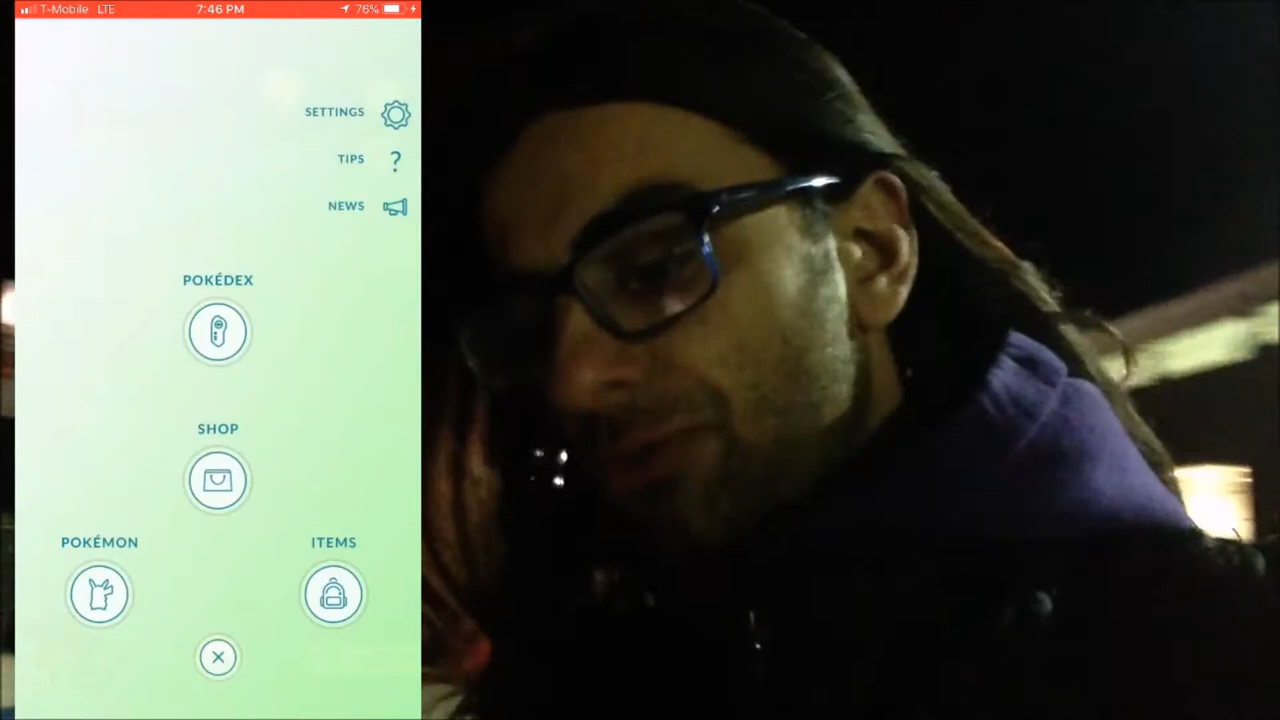 T-Mobile LTE 7:46 PM 76%
SETTINGS
TIPS ?
NEWS
POKÉDEX
SHOP
POKÉMON ITEMS